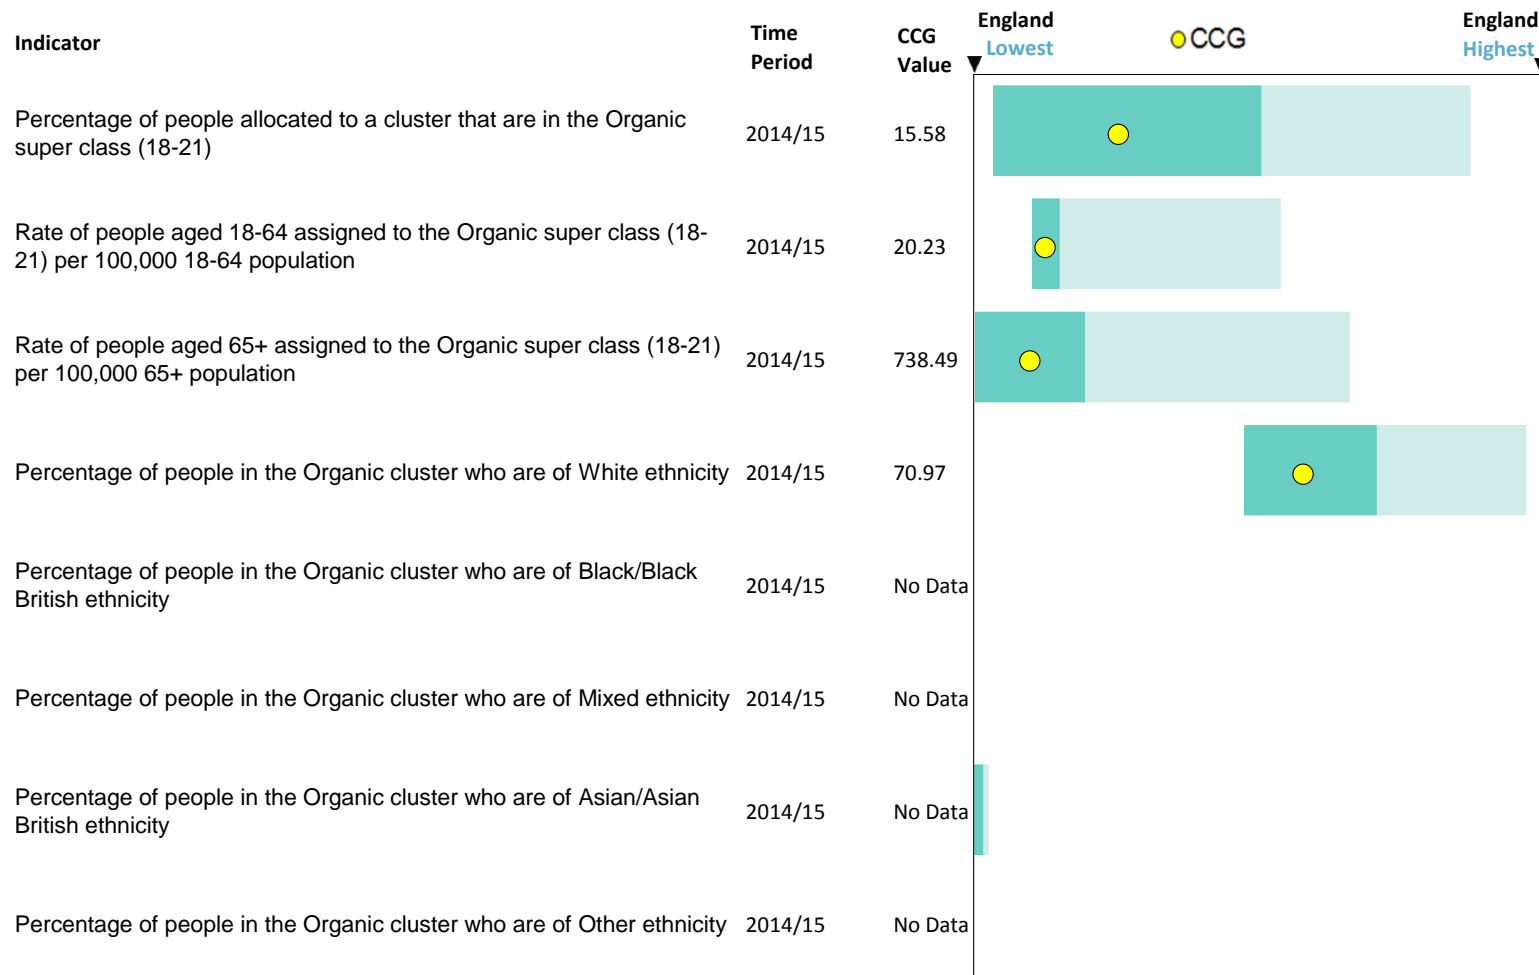 Indicator
Time
Period
CCG
Value
England
Lowest
CCG
England
Highest
Percentage of people allocated to a cluster that are in the Organic
super class (18-21)
2014/15
15.58
Rate of people aged 18-64 assigned to the Organic super class (18-
21) per 100,000 18-64 population
2014/15
20.23
Rate of people aged 65+ assigned to the Organic super class (18-21)
per 100,000 65+ population
2014/15
738.49
Percentage of people in the Organic cluster who are of White ethnicity
2014/15
70.97
Percentage of people in the Organic cluster who are of Black/Black
British ethnicity
2014/15
No Data
Percentage of people in the Organic cluster who are of Mixed ethnicity
2014/15
No Data
Percentage of people in the Organic cluster who are of Asian/Asian
British ethnicity
2014/15
No Data
Percentage of people in the Organic cluster who are of Other ethnicity
2014/15
No Data